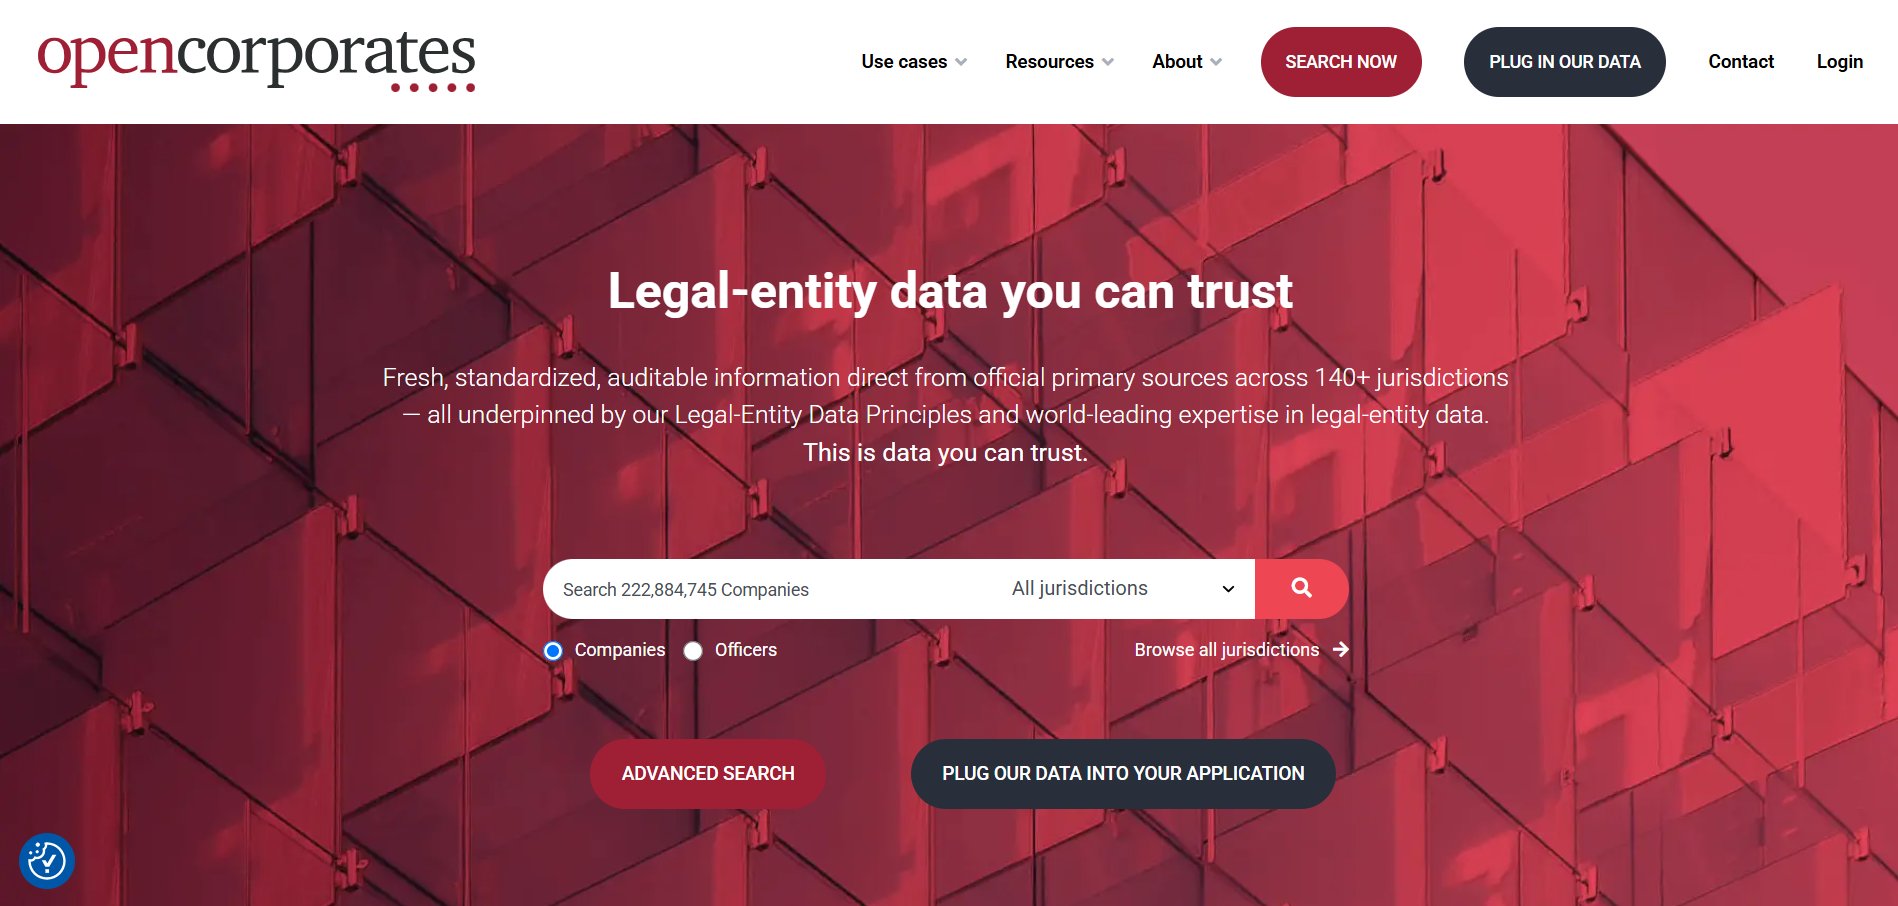 opencorporates
Use cases
Resources
About
SEARCH NOW
PLUG IN OUR DATA
Contact
Login
Legal-entity data you can trust
Fresh, standardized, auditable information direct from official primary sources across 140+ jurisdictions
— all underpinned by our Legal-Entity Data Principles and world-leading expertise in legal-entity data.
This is data you can trust.
Search 222,884,745 Companies
All jurisdictions
Companies
Officers
Browse all jurisdictions →
ADVANCED SEARCH
PLUG OUR DATA INTO YOUR APPLICATION